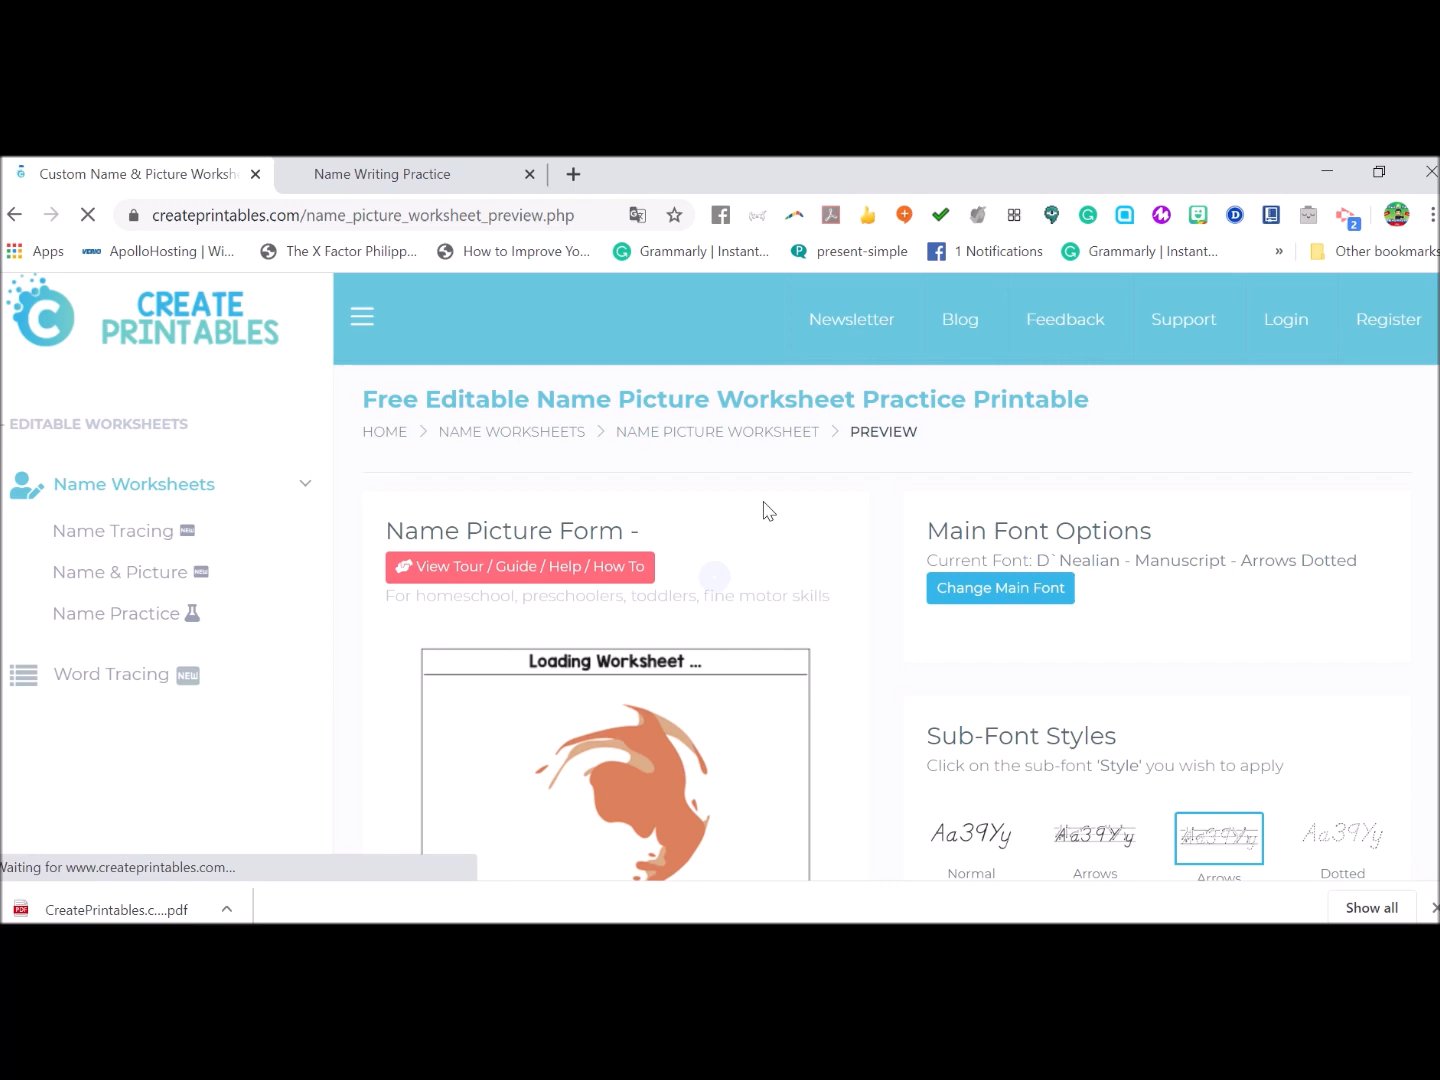 Custom Name & Picture Worksh
Name Writing Practice
createprintables.com/name_picture_worksheet_preview.php
2
Apps
ApolloHosting | Wi...
The X Factor Philipp...
How to Improve Yo...
Grammarly | Instant...
present-simple
1 Notifications
Grammarly | Instant...
»
Other bookmarks
CREATE
PRINTABLES
Newsletter
Blog
Feedback
Support
Login
Register
Free Editable Name Picture Worksheet Practice Printable
HOME > NAME WORKSHEETS > NAME PICTURE WORKSHEET > PREVIEW
- EDITABLE WORKSHEETS
Name Worksheets
Name Tracing NEW
Name & Picture NEW
Name Practice
Word Tracing NEW
Name Picture Form -
View Tour / Guide / Help / How To
For homeschool, preschoolers, toddlers, fine motor skills
Loading Worksheet ...
Main Font Options
Current Font: D`Nealian - Manuscript - Arrows Dotted
Change Main Font
Sub-Font Styles
Click on the sub-font 'Style' you wish to apply
Aa39Yy
Aa39Yy
Aa39Yy
Aa39Yy
Normal
Arrows
Arrows
Dotted
Waiting for www.createprintables.com...
CreatePrintables.c....pdf
Show all